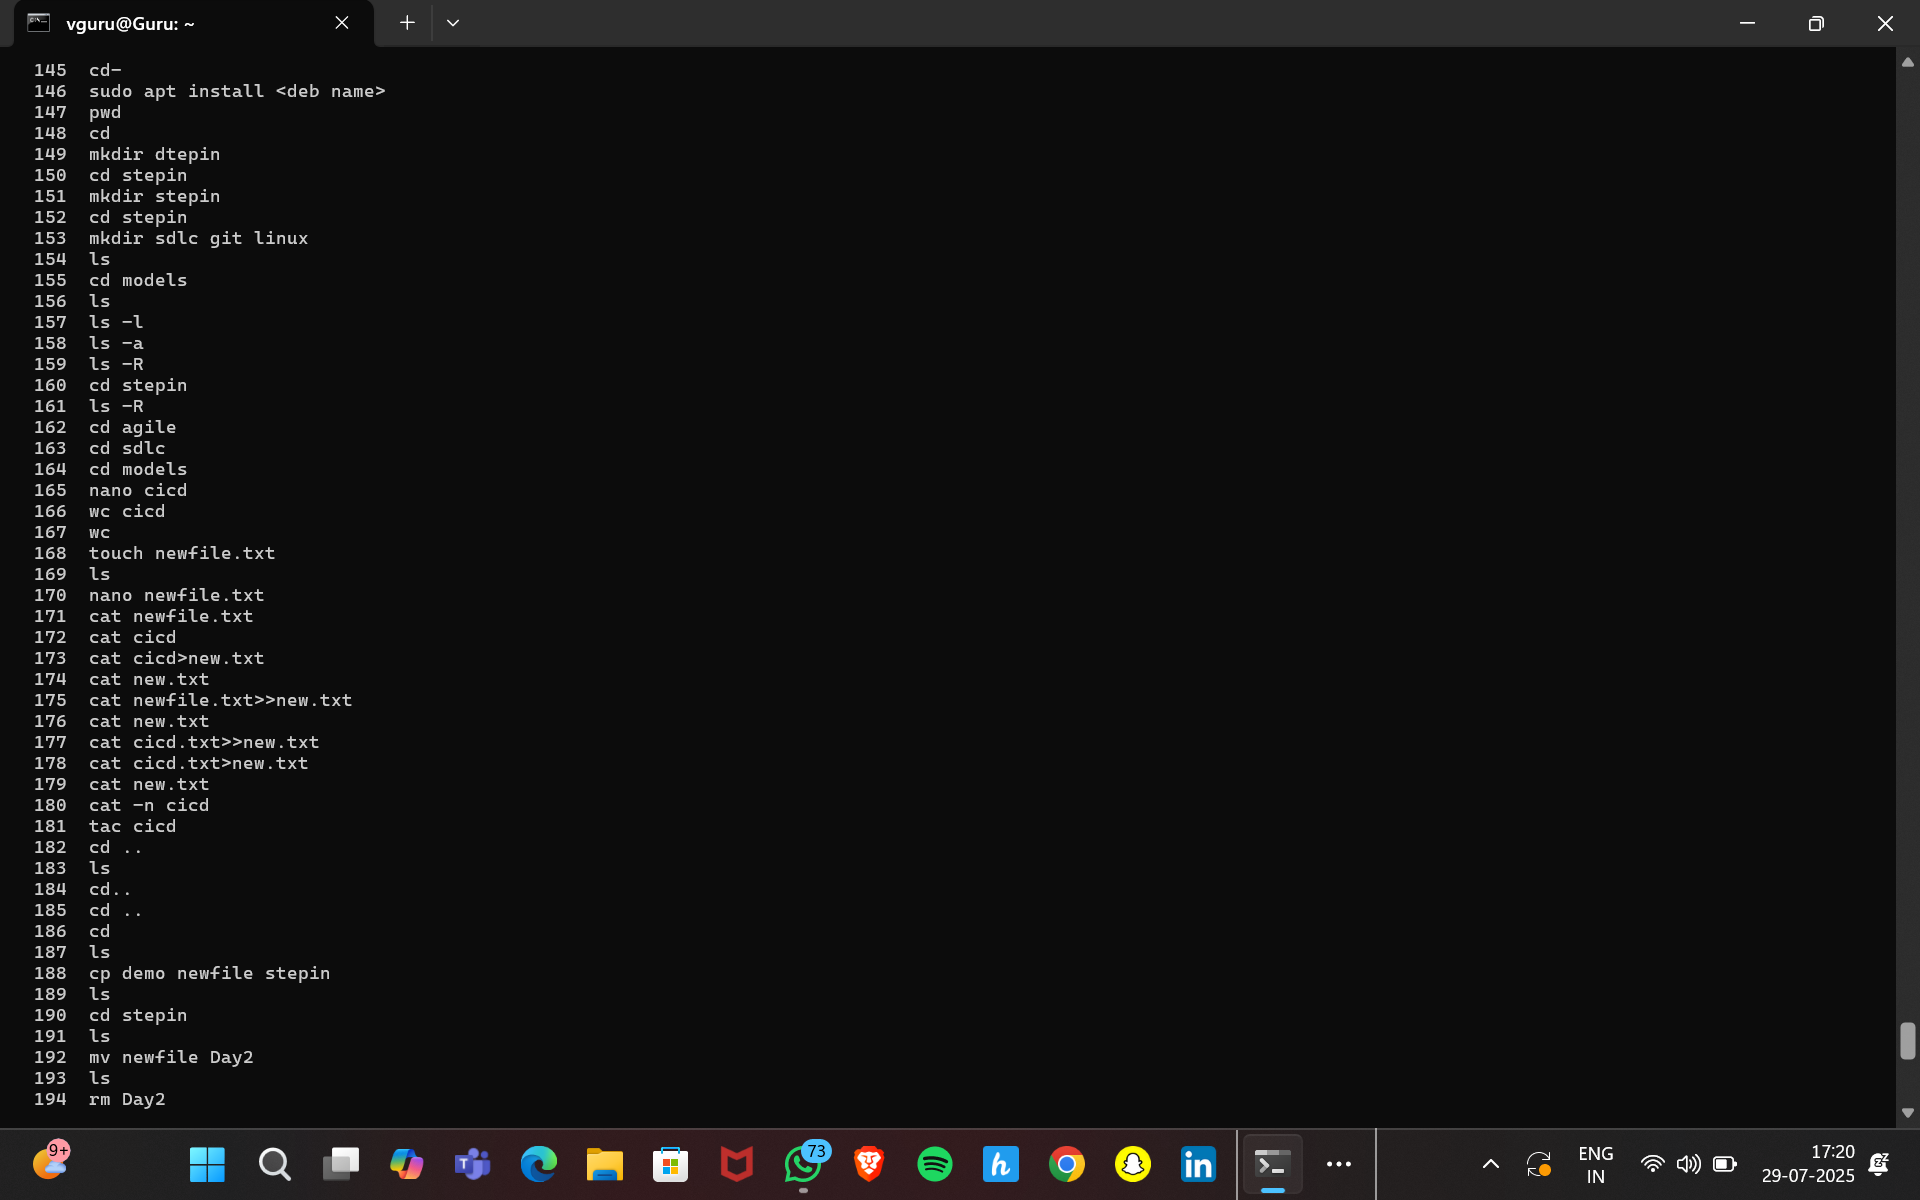 vguru@Guru: ~
145 cd-
146 sudo apt install <deb name>
147 pwd
148 cd
149 mkdir dtepin
150 cd stepin
151 mkdir stepin
152 cd stepin
153 mkdir sdlc git linux
154 ls
155 cd models
156 ls
157 ls -l
158 ls -a
159 ls -R
160 cd stepin
161 ls -R
162 cd agile
163 cd sdlc
164 cd models
165 nano cicd
166 wc cicd
167 wc
168 touch newfile.txt
169 ls
170 nano newfile.txt
171 cat newfile.txt
172 cat cicd
173 cat cicd>new.txt
174 cat new.txt
175 cat newfile.txt>>new.txt
176 cat new.txt
177 cat cicd.txt>>new.txt
178 cat cicd.txt>new.txt
179 cat new.txt
180 cat -n cicd
181 tac cicd
182 cd ..
183 ls
184 cd..
185 cd ..
186 cd
187 ls
188 cp demo newfile stepin
189 ls
190 cd stepin
191 ls
192 mv newfile Day2
193 ls
194 rm Day2
9+
73
ENG
IN
17:20
29-07-2025